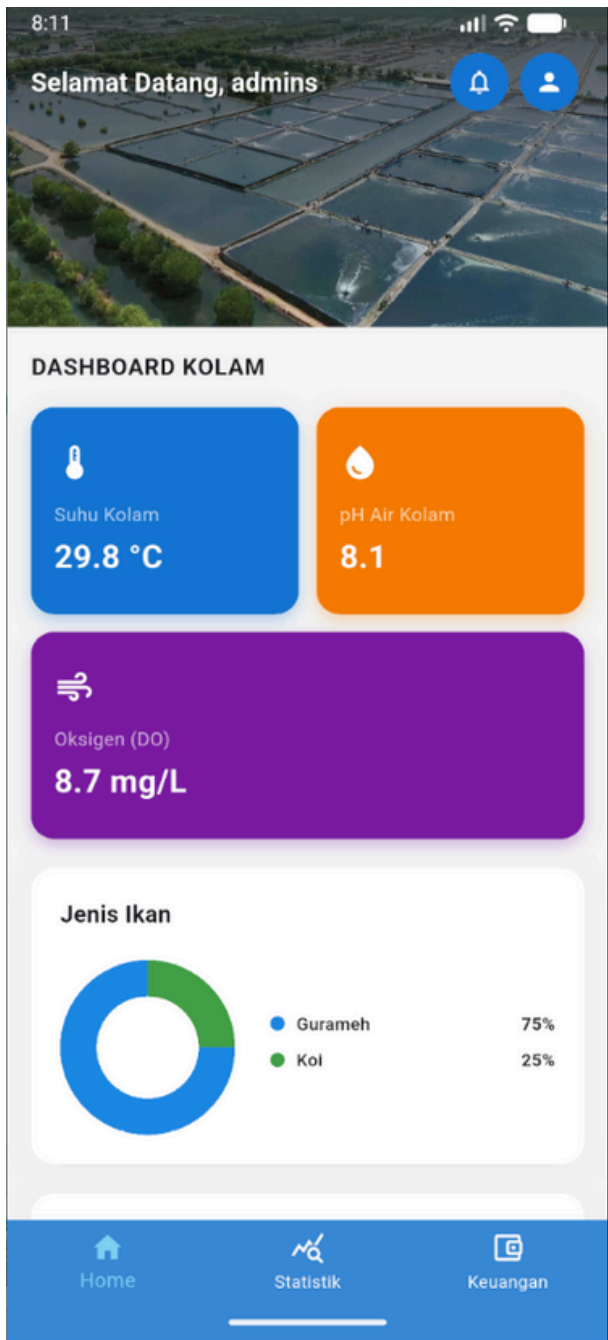 8:11
Selamat Datang, admins
DASHBOARD KOLAM
Suhu Kolam
29.8 °C
pH Air Kolam
8.1
Oksigen (DO)
8.7 mg/L
Jenis Ikan
Gurameh 75%
Koi 25%
Home
Statistik
Keuangan